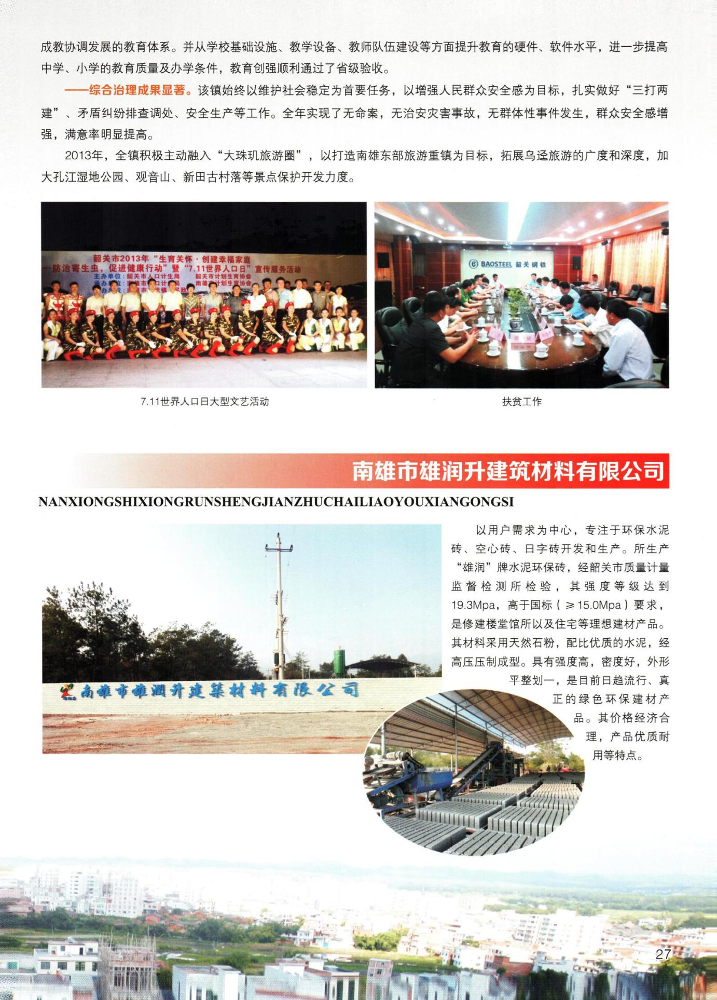 成教协调发展的教育体系。并从学校基础设施、教学设备、教师队伍建设等方面提升教育的硬件、软件水平，进一步提高
中学、小学的教育质量及办学条件，教育创强顺利通过了省级验收。
——综合治理成果显著。该镇始终以维护社会稳定为首要任务，以增强人民群众安全感为目标，扎实做好“三打两
建”、矛盾纠纷排查调处、安全生产等工作。全年实现了无命案，无治安灾害事故，无群体性事件发生，群众安全感增
强，满意率明显提高。
2013年，全镇积极主动融入“大珠玑旅游圈”，以打造南雄东部旅游重镇为目标，拓展乌迳旅游的广度和深度，加
大孔江湿地公园、观音山、新田古村落等景点保护开发力度。
韶关市2013年“生育关怀·创建幸福家庭
—防治寄生虫，促进健康行动”暨“7.11世界人口日”宣传服务活动
主办单位：韶关市人口计生局 韶关市计划生育协会
BAOSTEEL 韶关钢铁
7.11世界人口日大型文艺活动
扶贫工作
南雄市雄润升建筑材料有限公司
NANXIONGSHIXIONGRUNSHENGJIANZHUCHAILIAOYOUXIANGONGSI
以用户需求为中心，专注于环保水泥
砖、空心砖、日字砖开发和生产。所生产
“雄润”牌水泥环保砖，经韶关市质量计量
监督检测所检验，其强度等级达到
19.3Mpa，高于国标（≥15.0Mpa）要求，
是修建楼堂馆所以及住宅等理想建材产品。
其材料采用天然石粉，配比优质的水泥，经
高压压制成型。具有强度高，密度好，外形
平整划一，是目前日趋流行、真
正的绿色环保建材产
品。其价格经济合
理，产品优质耐
用等特点。
南雄市雄潤升建築材料有限公司
27